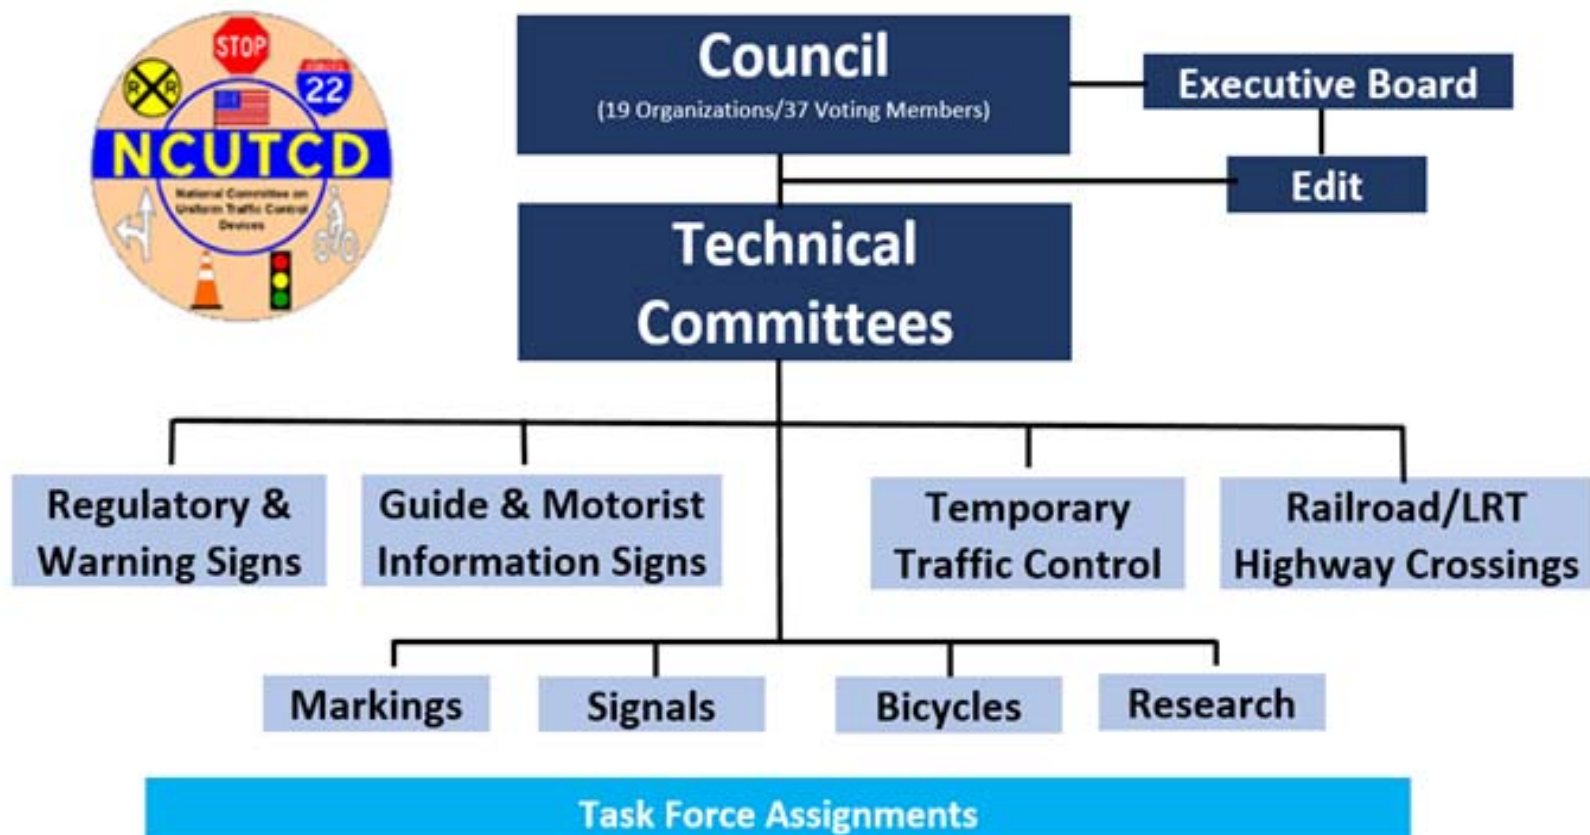 STOP
R R
22
NCUTCD
National Committee on
Uniform Traffic Control
Devices
Council
(19 Organizations/37 Voting Members)
Executive Board
Edit
Technical
Committees
Regulatory &
Warning Signs
Guide & Motorist
Information Signs
Temporary
Traffic Control
Railroad/LRT
Highway Crossings
Markings
Signals
Bicycles
Research
Task Force Assignments